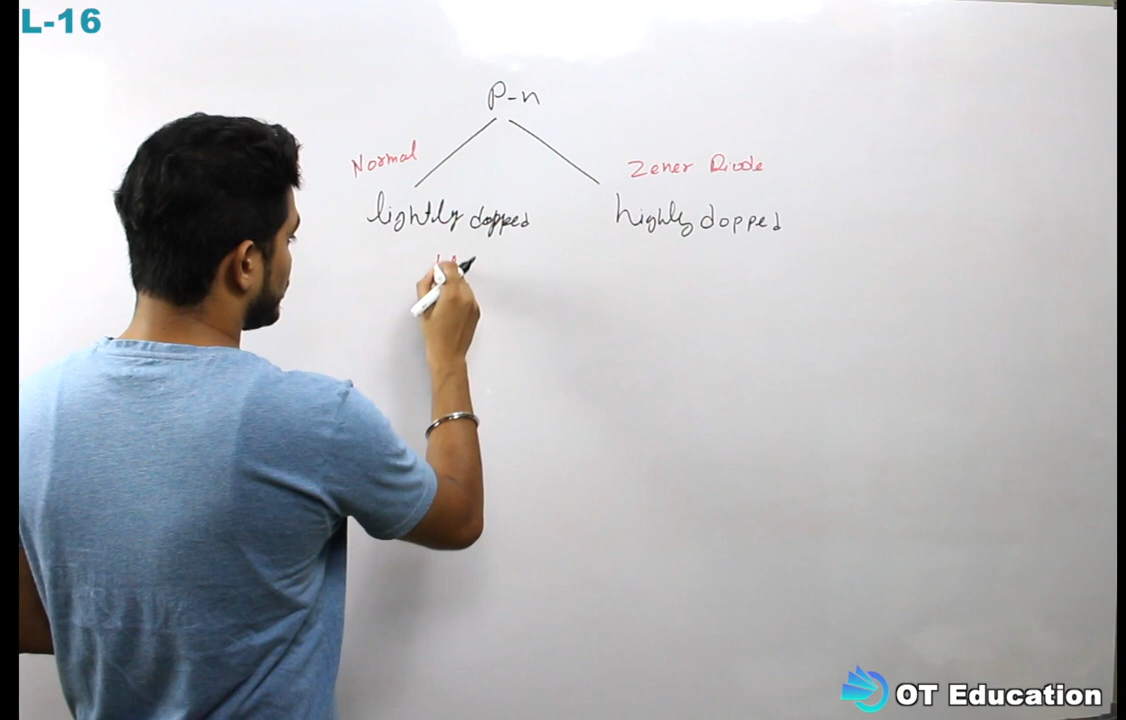 L-16
P-n
Normal
Zener Diode
lightly dopped
highly dopped
OT Education